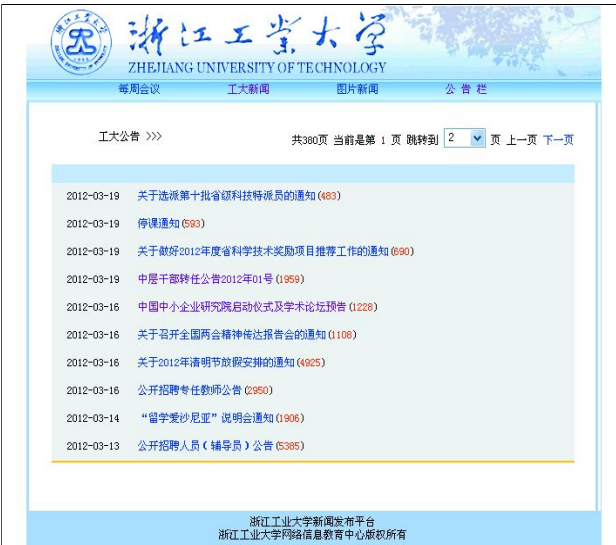 浙江工业大学
ZHEJIANG UNIVERSITY OF TECHNOLOGY
每周会议 工大新闻 图片新闻 公告栏
工大公告 >>> 共380页 当前是第 1 页 跳转到 2 页 上一页 下一页
2012-03-19 关于选派第十批省级科技特派员的通知(483)
2012-03-19 停课通知(593)
2012-03-19 关于做好2012年度省科学技术奖励项目推荐工作的通知(690)
2012-03-19 中层干部转任公告2012年01号(1959)
2012-03-16 中国中小企业研究院启动仪式及学术论坛预告(1228)
2012-03-16 关于召开全国两会精神传达报告会的通知(1108)
2012-03-16 关于2012年清明节放假安排的通知(4925)
2012-03-16 公开招聘专任教师公告(2950)
2012-03-14 “留学爱沙尼亚”说明会通知(1906)
2012-03-13 公开招聘人员(辅导员)公告(5385)
浙江工业大学新闻发布平台
浙江工业大学网络信息教育中心版权所有